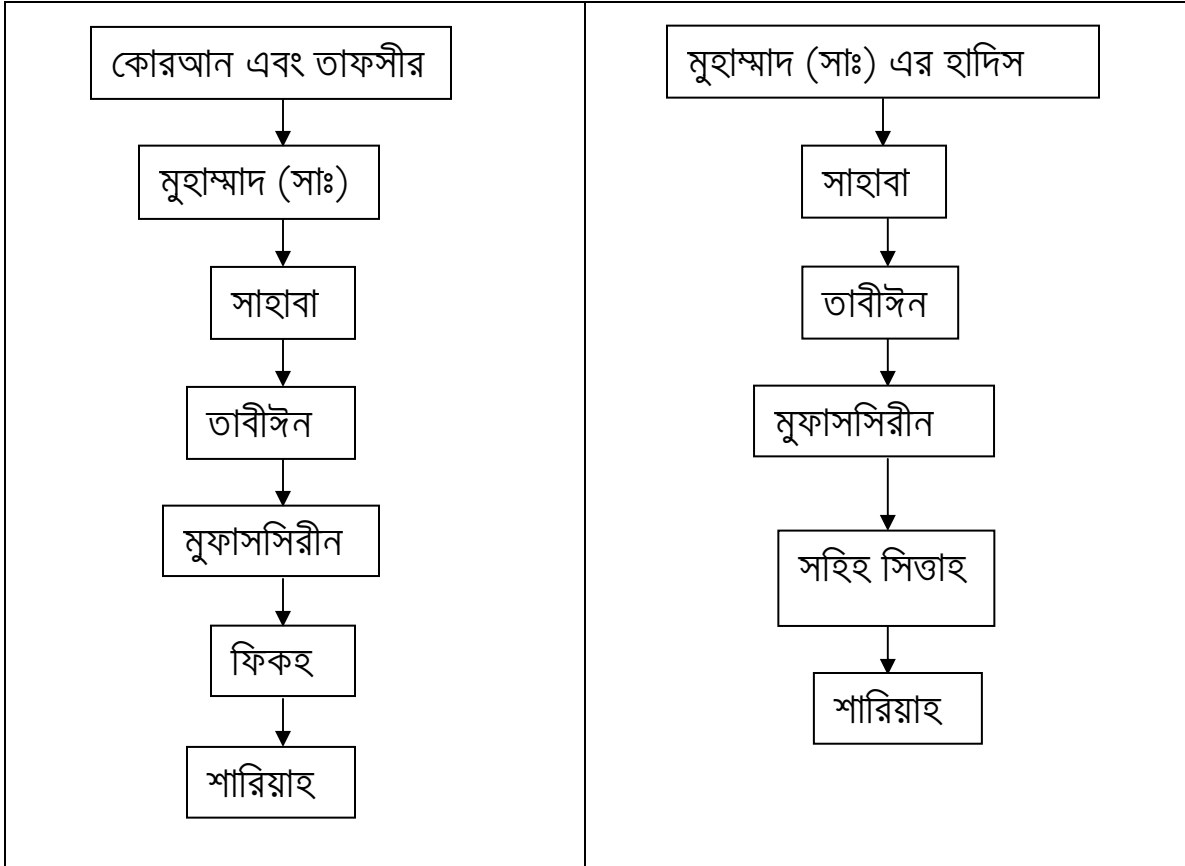 কোরআন এবং তাফসীর
মুহাম্মাদ (সাঃ)
সাহাবা
তাবীঈন
মুফাসসিরীন
ফিকহ
শারিয়াহ
মুহাম্মাদ (সাঃ) এর হাদিস
সাহাবা
তাবীঈন
মুফাসসিরীন
সহিহ সিত্তাহ
শারিয়াহ